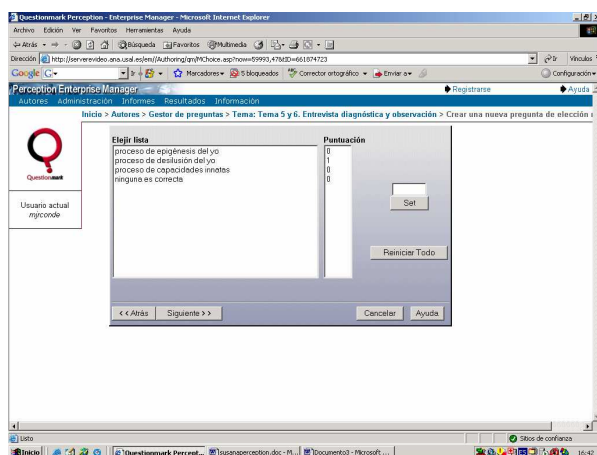 Questionmark Perception - Enterprise Manager - Microsoft Internet Explorer
Archivo Edición Ver Favoritos Herramientas Ayuda
Atrás Búsqueda Favoritos Multimedia
Dirección http://serverevideo.ana.usal.es/em//Authoring/qm/MChoice.asp?now=59993,478&ID=661874723 Ir Vínculos
Google G Ir Marcadores 5 bloqueados Corrector ortográfico Enviar a Configuración
Perception Enterprise Manager Registrarse Ayuda
Autores Administración Informes Resultados Información
Inicio > Autores > Gestor de preguntas > Tema: Tema 5 y 6. Entrevista diagnóstica y observación > Crear una nueva pregunta de elección
Questionmark
Usuario actual
mjrconde
Elejir lista Puntuación
proceso de epigénesis del yo 0
proceso de desilusión del yo 1
proceso de capacidades innatas 0
ninguna es correcta 0
Set
Reiniciar Todo
<< Atrás Siguiente >> Cancelar Ayuda
Listo Sitios de confianza
Inicio Questionmark Percept... susanaperception.doc - M... Documento3 - Microsoft ... ES 16:42